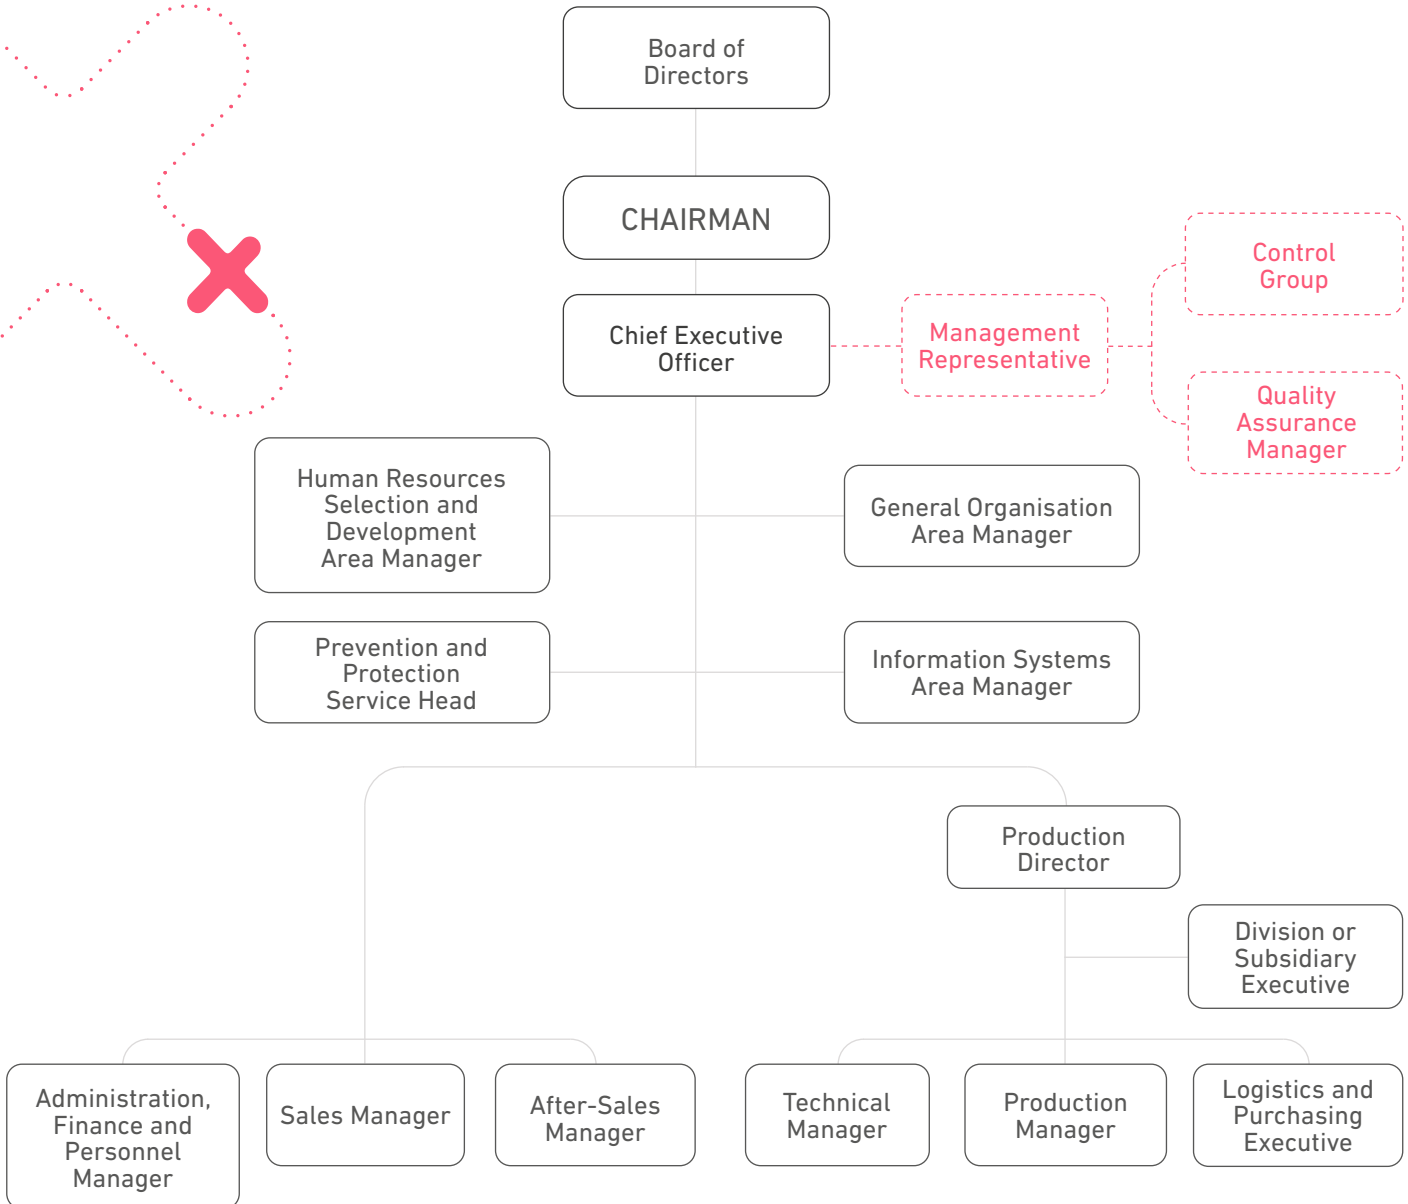 Board of
Directors
CHAIRMAN
Chief Executive
Officer
Management
Representative
Control
Group
Quality
Assurance
Manager
Human Resources
Selection and
Development
Area Manager
General Organisation
Area Manager
Prevention and
Protection
Service Head
Information Systems
Area Manager
Production
Director
Division or
Subsidiary
Executive
Administration,
Finance and
Personnel
Manager
Sales Manager
After-Sales
Manager
Technical
Manager
Production
Manager
Logistics and
Purchasing
Executive